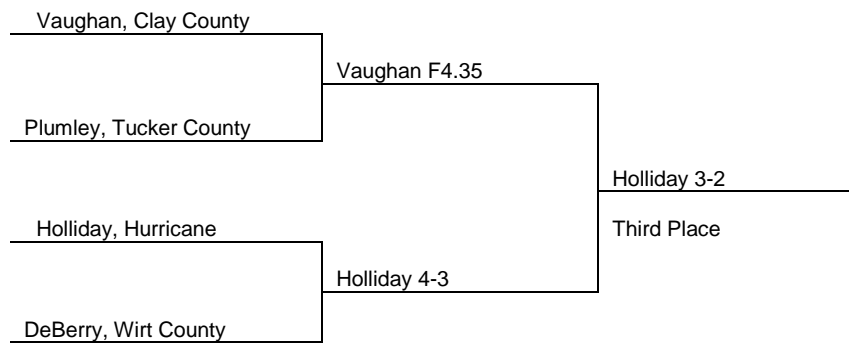 Vaughan, Clay County
Vaughan F4.35
Plumley, Tucker County
Holliday 3-2
Holliday, Hurricane
Third Place
Holliday 4-3
DeBerry, Wirt County